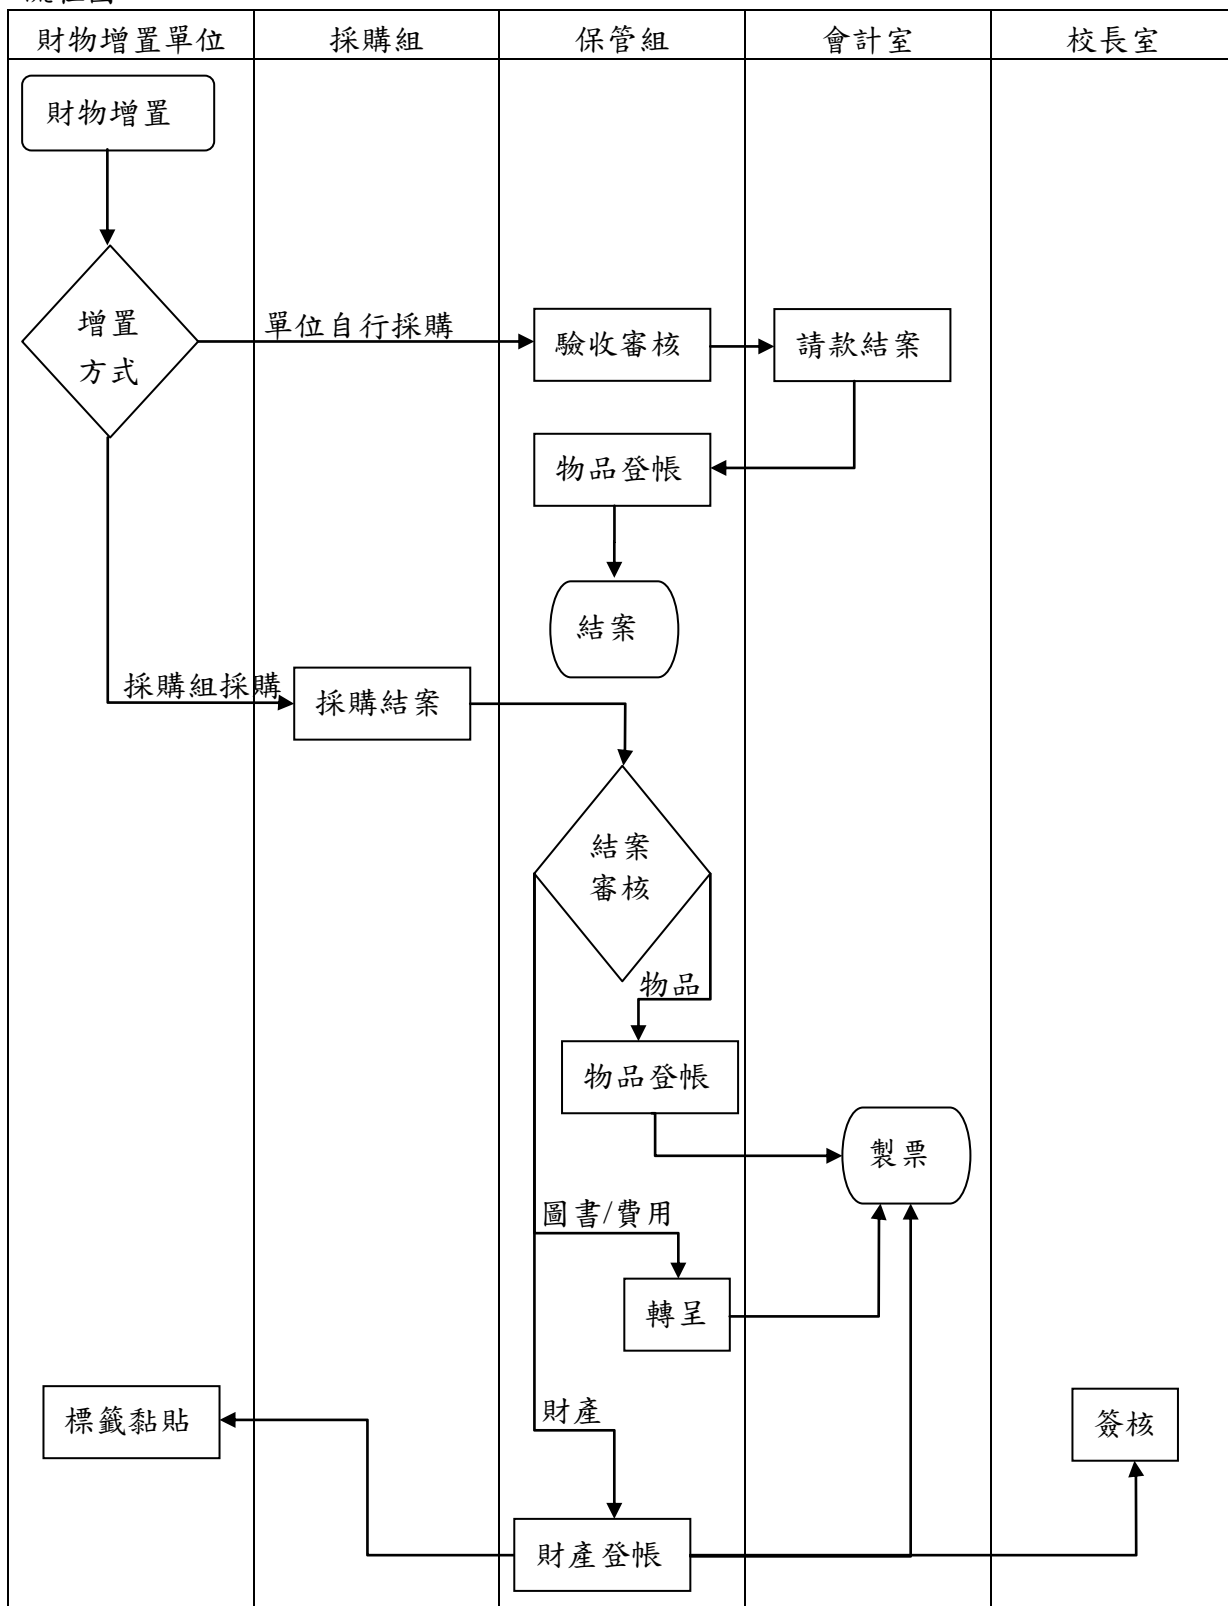 財物增置單位
採購組
保管組
會計室
校長室
財物增置
增置
方式
單位自行採購
驗收審核
請款結案
物品登帳
結案
採購組採購
採購結案
結案
審核
物品
物品登帳
製票
圖書/費用
轉呈
標籤黏貼
財產
簽核
財產登帳